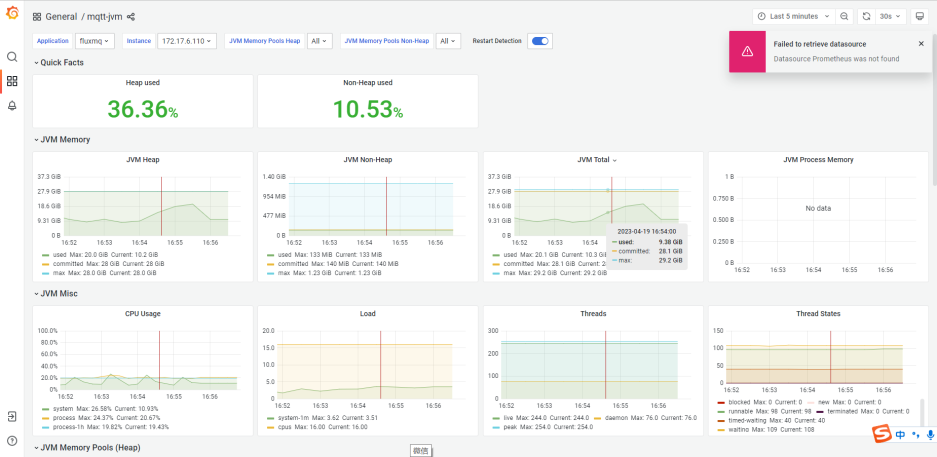 General / mqtt-jvm
Last 5 minutes
30s
Application fluxmq Instance 172.17.6.110 JVM Memory Pools Heap All JVM Memory Pools Non-Heap All Restart Detection
Failed to retrieve datasource
Datasource Prometheus was not found
Quick Facts
Heap used
36.36%
Non-Heap used
10.53%
JVM Memory
JVM Heap
37.3 GiB
27.9 GiB
18.6 GiB
9.31 GiB
0 B
16:52 16:53 16:54 16:55 16:56
used Max: 20.0 GiB Current: 10.2 GiB
committed Max: 28 GiB Current: 28 GiB
max Max: 28.0 GiB Current: 28.0 GiB
JVM Non-Heap
1.40 GiB
954 MiB
477 MiB
0 B
16:52 16:53 16:54 16:55 16:56
used Max: 133 MiB Current: 133 MiB
committed Max: 140 MiB Current: 140 MiB
max Max: 1.23 GiB Current: 1.23 GiB
JVM Total
37.3 GiB
27.9 GiB
18.6 GiB
9.31 GiB
0 B
16:52 16:53 16:54 16:55 16:56
used Max: 20.1 GiB Current: 10.3 GiB
committed Max: 28.1 GiB Current: 2
max Max: 29.2 GiB Current: 29.2 GiB
2023-04-19 16:54:00
used: 9.38 GiB
committed: 28.1 GiB
max: 29.2 GiB
JVM Process Memory
1 B
0.750 B
0.500 B
0.250 B
0 B
No data
16:52 16:53 16:54 16:55 16:56
JVM Misc
CPU Usage
100.0%
80.0%
60.0%
40.0%
20.0%
0%
16:52 16:53 16:54 16:55 16:56
system Max: 26.58% Current: 10.93%
process Max: 24.37% Current: 20.67%
process-1h Max: 19.82% Current: 19.43%
Load
20.0
15.0
10.0
5.0
0
16:52 16:53 16:54 16:55 16:56
system-1m Max: 3.62 Current: 3.51
cpus Max: 16.00 Current: 16.00
Threads
300
200
100
0
16:52 16:53 16:54 16:55 16:56
live Max: 244.0 Current: 244.0 daemon Max: 76.0 Current: 76.0
peak Max: 254.0 Current: 254.0
Thread States
150
100
50
0
16:52 16:53 16:54 16:55 16:56
blocked Max: 0 Current: 0 new Max: 0 Current: 0
runnable Max: 98 Current: 98 terminated Max: 0 Current: 0
timed-waiting Max: 40 Current: 40
waiting Max: 109 Current: 108
JVM Memory Pools (Heap)
微信
S 中